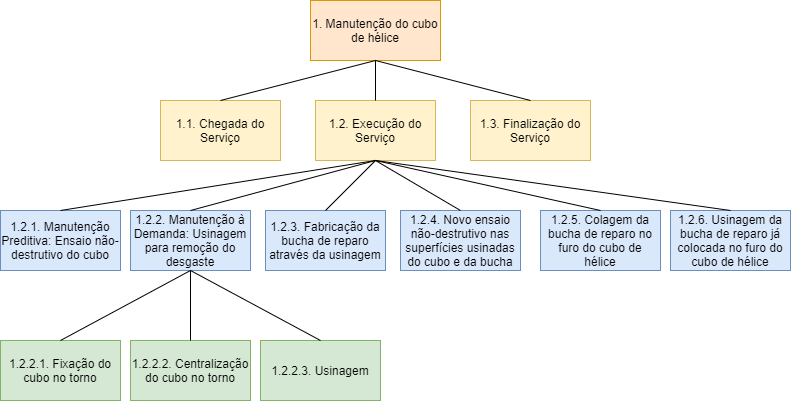 1. Manutenção do cubo
de hélice
1.1. Chegada do
Serviço
1.2. Execução do
Serviço
1.3. Finalização do
Serviço
1.2.1. Manutenção
Preditiva: Ensaio não-
destrutivo do cubo
1.2.2. Manutenção à
Demanda: Usinagem
para remoção do
desgaste
1.2.3. Fabricação da
bucha de reparo
através da usinagem
1.2.4. Novo ensaio
não-destrutivo nas
superfícies usinadas
do cubo e da bucha
1.2.5. Colagem da
bucha de reparo no
furo do cubo de
hélice
1.2.6. Usinagem da
bucha de reparo já
colocada no furo do
cubo de hélice
1.2.2.1. Fixação do
cubo no torno
1.2.2.2. Centralização
do cubo no torno
1.2.2.3. Usinagem